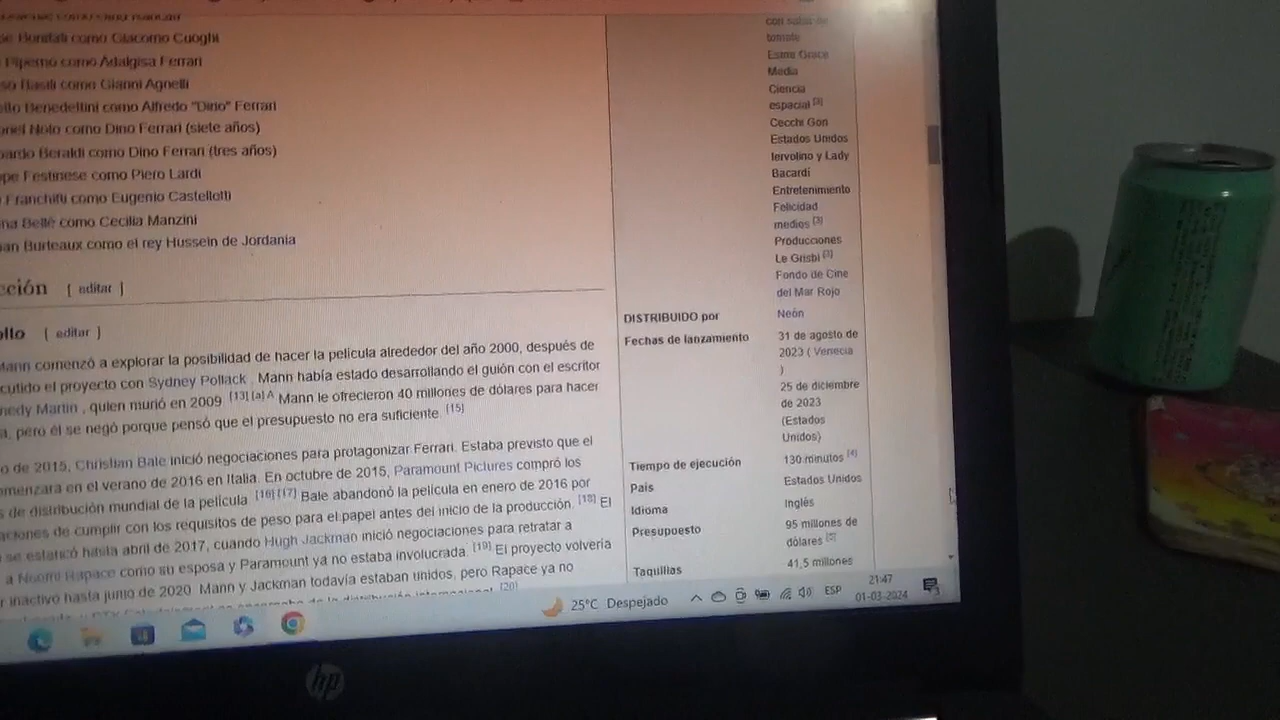 se Bonifati como Giacomo Cuoghi
Piperno como Adalgisa Ferrari
so Basili como Gianni Agnelli
ello Benedettini como Alfredo "Dino" Ferrari
oriel Noto como Dino Ferrari (siete años)
oardo Beraldi como Dino Ferrari (tres años)
ppe Festinese como Piero Lardi
Franchitti como Eugenio Castellotti
na Bellè como Cecilia Manzini
an Burteaux como el rey Hussein de Jordania
cción [ editar ]
ollo [ editar ]
Mann comenzó a explorar la posibilidad de hacer la película alrededor del año 2000, después de
cutido el proyecto con Sydney Pollack . Mann había estado desarrollando el guión con el escritor
nedy Martin , quien murió en 2009. [13] [a] A Mann le ofrecieron 40 millones de dólares para hacer
a, pero él se negó porque pensó que el presupuesto no era suficiente. [15]
o de 2015, Christian Bale inició negociaciones para protagonizar Ferrari. Estaba previsto que el
omenzara en el verano de 2016 en Italia. En octubre de 2015, Paramount Pictures compró los
s de distribución mundial de la película. [16] [17] Bale abandonó la película en enero de 2016 por
aciones de cumplir con los requisitos de peso para el papel antes del inicio de la producción. [18] El
se estancó hasta abril de 2017, cuando Hugh Jackman inició negociaciones para retratar a
a Noomi Rapace como su esposa y Paramount ya no estaba involucrada. [19] El proyecto volvería
r inactivo hasta junio de 2020. Mann y Jackman todavía estaban unidos, pero Rapace ya no
[20]
con sabor de
tomate
Esme Grace
Media
Ciencia
espacial [3]
Cecchi Gori
Estados Unidos
Iervolino y Lady
Bacardi
Entretenimiento
Felicidad
medios [3]
Producciones
Le Grisbi [3]
Fondo de Cine
del Mar Rojo
DISTRIBUIDO por Neón
Fechas de lanzamiento 31 de agosto de
2023 ( Venecia
)
25 de diciembre
de 2023
(Estados
Unidos)
Tiempo de ejecución 130 minutos [4]
País Estados Unidos
Idioma Inglés
Presupuesto 95 millones de
dólares [5]
Taquillas 41,5 millones
25°C Despejado ESP 21:47
01-03-2024
hp